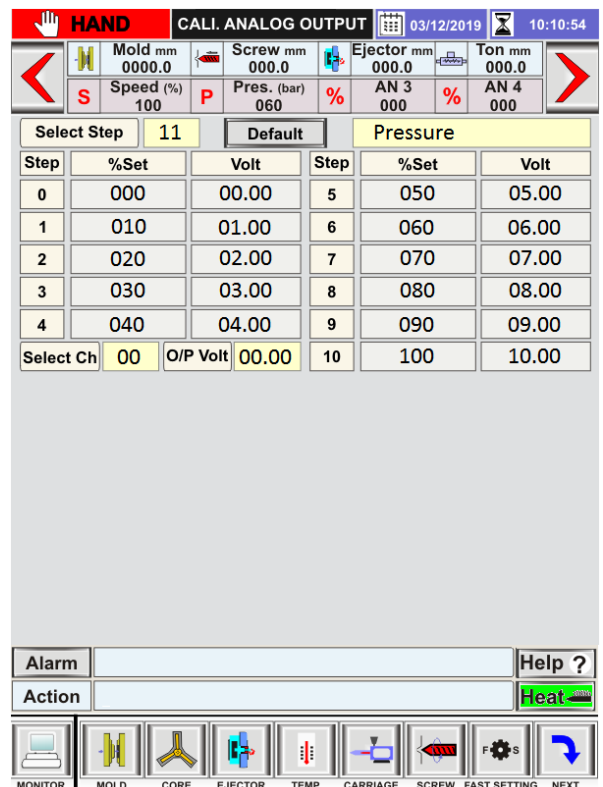 HAND CALI. ANALOG OUTPUT 03/12/2019 10:10:54
Mold mm Screw mm Ejector mm Ton mm
0000.0 000.0 000.0 000.0
S Speed (%) P Pres. (bar) % AN 3 % AN 4
100 060 000 000
Select Step 11 Default Pressure
Step %Set Volt Step %Set Volt
0 000 00.00 5 050 05.00
1 010 01.00 6 060 06.00
2 020 02.00 7 070 07.00
3 030 03.00 8 080 08.00
4 040 04.00 9 090 09.00
Select Ch 00 O/P Volt 00.00 10 100 10.00
Alarm Help ?
Action Heat
F S
MONITOR MOLD CORE EJECTOR TEMP CARRIAGE SCREW FAST SETTING NEXT